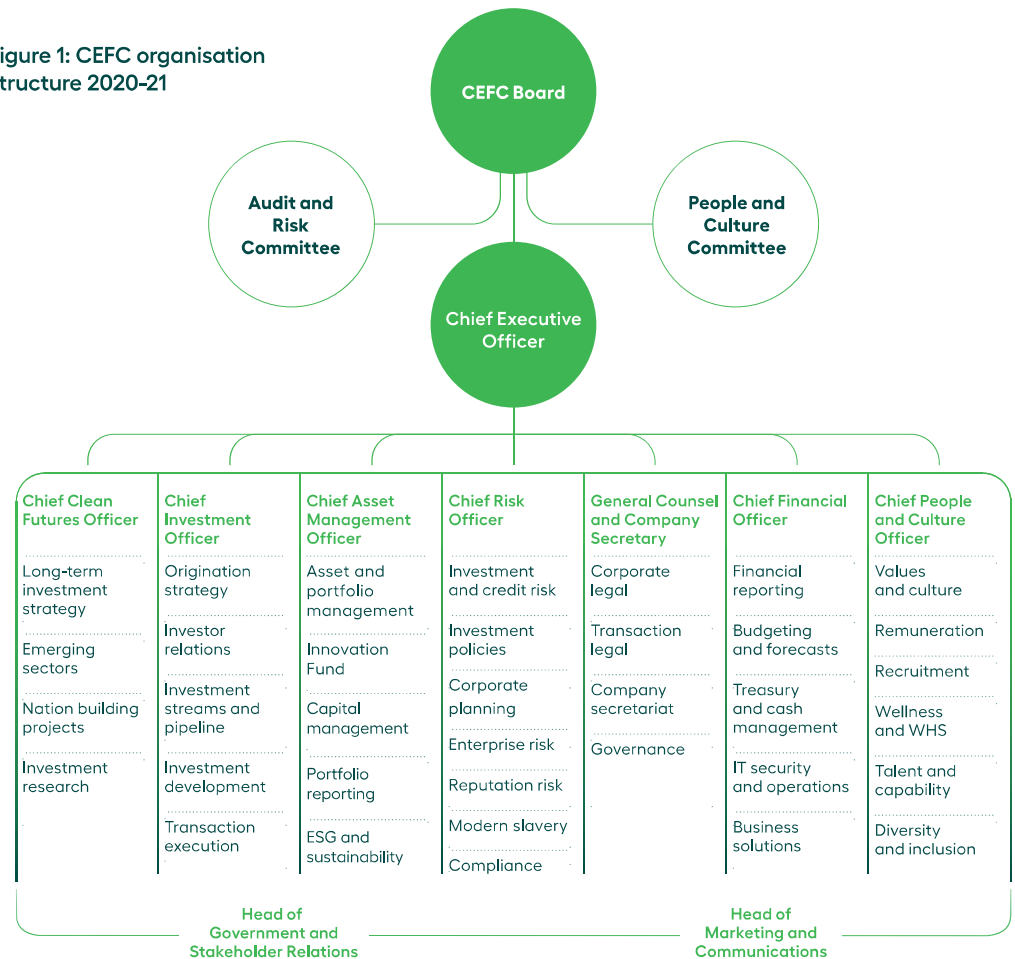 igure 1: CEFC organisation
tructure 2020-21
CEFC Board
Audit and
Risk
Committee
People and
Culture
Committee
Chief Executive
Officer
Chief Clean
Futures Officer
Long-term
investment
strategy
Emerging
sectors
Nation building
projects
Investment
research
Chief
Investment
Officer
Origination
strategy
Investor
relations
Investment
streams and
pipeline
Investment
development
Transaction
execution
Chief Asset
Management
Officer
Asset and
portfolio
management
Innovation
Fund
Capital
management
Portfolio
reporting
ESG and
sustainability
Chief Risk
Officer
Investment
and credit risk
Investment
policies
Corporate
planning
Enterprise risk
Reputation risk
Modern slavery
Compliance
General Counsel
and Company
Secretary
Corporate
legal
Transaction
legal
Company
secretariat
Governance
Chief Financial
Officer
Financial
reporting
Budgeting
and forecasts
Treasury
and cash
management
IT security
and operations
Business
solutions
Chief People
and Culture
Officer
Values
and culture
Remuneration
Recruitment
Wellness
and WHS
Talent and
capability
Diversity
and inclusion
Head of
Government and
Stakeholder Relations
Head of
Marketing and
Communications